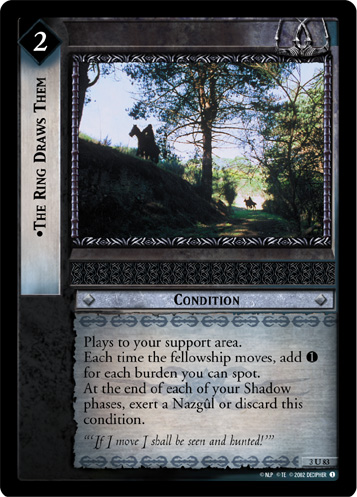 2
•The Ring Draws Them
Condition
Plays to your support area.
Each time the fellowship moves, add ❶
for each burden you can spot.
At the end of each of your Shadow
phases, exert a Nazgûl or discard this
condition.
“‘If I move I shall be seen and hunted!’”
3 U 83
© NLP ™ TE © 2002 DECIPHER